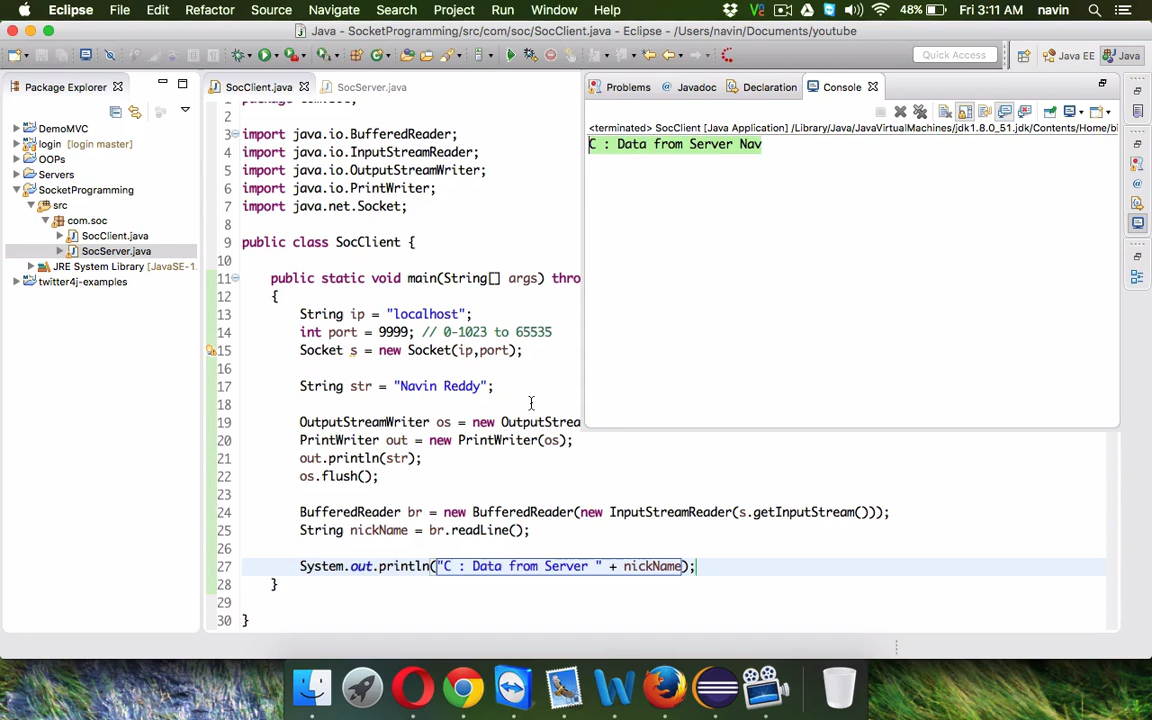 Eclipse File Edit Refactor Source Navigate Search Project Run Window Help
48% Fri 3:11 AM navin
Java - SocketProgramming/src/com/soc/SocClient.java - Eclipse - /Users/navin/Documents/youtube
Quick Access Java EE Java
Package Explorer
DemoMVC
login [login master]
OOPs
Servers
SocketProgramming
src
com.soc
SocClient.java
SocServer.java
JRE System Library [JavaSE-1.
twitter4j-examples
SocClient.java SocServer.java
2
3 import java.io.BufferedReader;
4 import java.io.InputStreamReader;
5 import java.io.OutputStreamWriter;
6 import java.io.PrintWriter;
7 import java.net.Socket;
8
9 public class SocClient {
10
11 public static void main(String[] args) thro
12 {
13 String ip = "localhost";
14 int port = 9999; // 0-1023 to 65535
15 Socket s = new Socket(ip,port);
16
17 String str = "Navin Reddy";
18
19 OutputStreamWriter os = new OutputStrea
20 PrintWriter out = new PrintWriter(os);
21 out.println(str);
22 os.flush();
23
24 BufferedReader br = new BufferedReader(new InputStreamReader(s.getInputStream()));
25 String nickName = br.readLine();
26
27 System.out.println("C : Data from Server " + nickName);
28 }
29
30 }
Problems Javadoc Declaration Console
<terminated> SocClient [Java Application] /Library/Java/JavaVirtualMachines/jdk1.8.0_51.jdk/Contents/Home/bi
C : Data from Server Nav